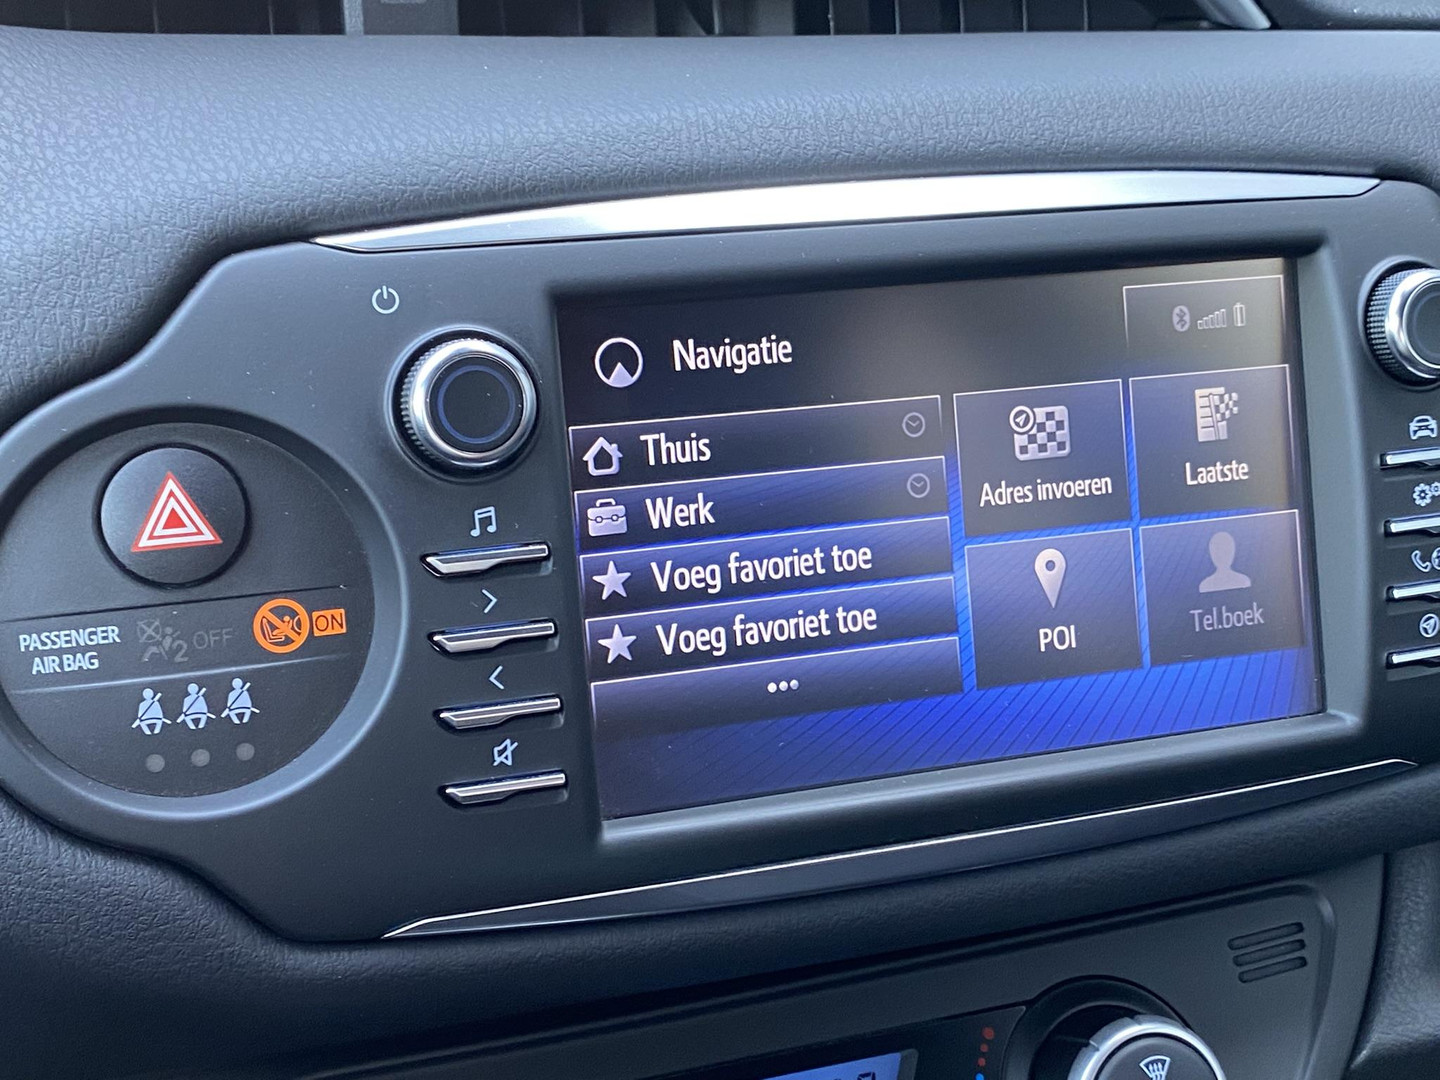 Navigatie
Thuis
Werk
Voeg favoriet toe
Voeg favoriet toe
Adres invoeren
Laatste
POI
Tel.boek
PASSENGER
AIR BAG
2 OFF
ON